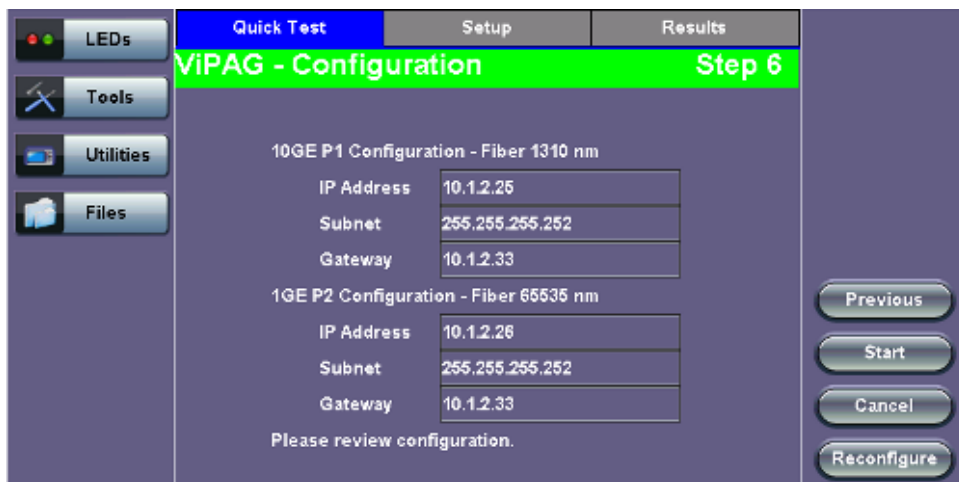 LEDs
Tools
Utilities
Files
Quick Test Setup Results
ViPAG - Configuration Step 6
10GE P1 Configuration - Fiber 1310 nm
IP Address 10.1.2.25
Subnet 255.255.255.252
Gateway 10.1.2.33
1GE P2 Configuration - Fiber 65535 nm
IP Address 10.1.2.26
Subnet 255.255.255.252
Gateway 10.1.2.33
Please review configuration.
Previous
Start
Cancel
Reconfigure